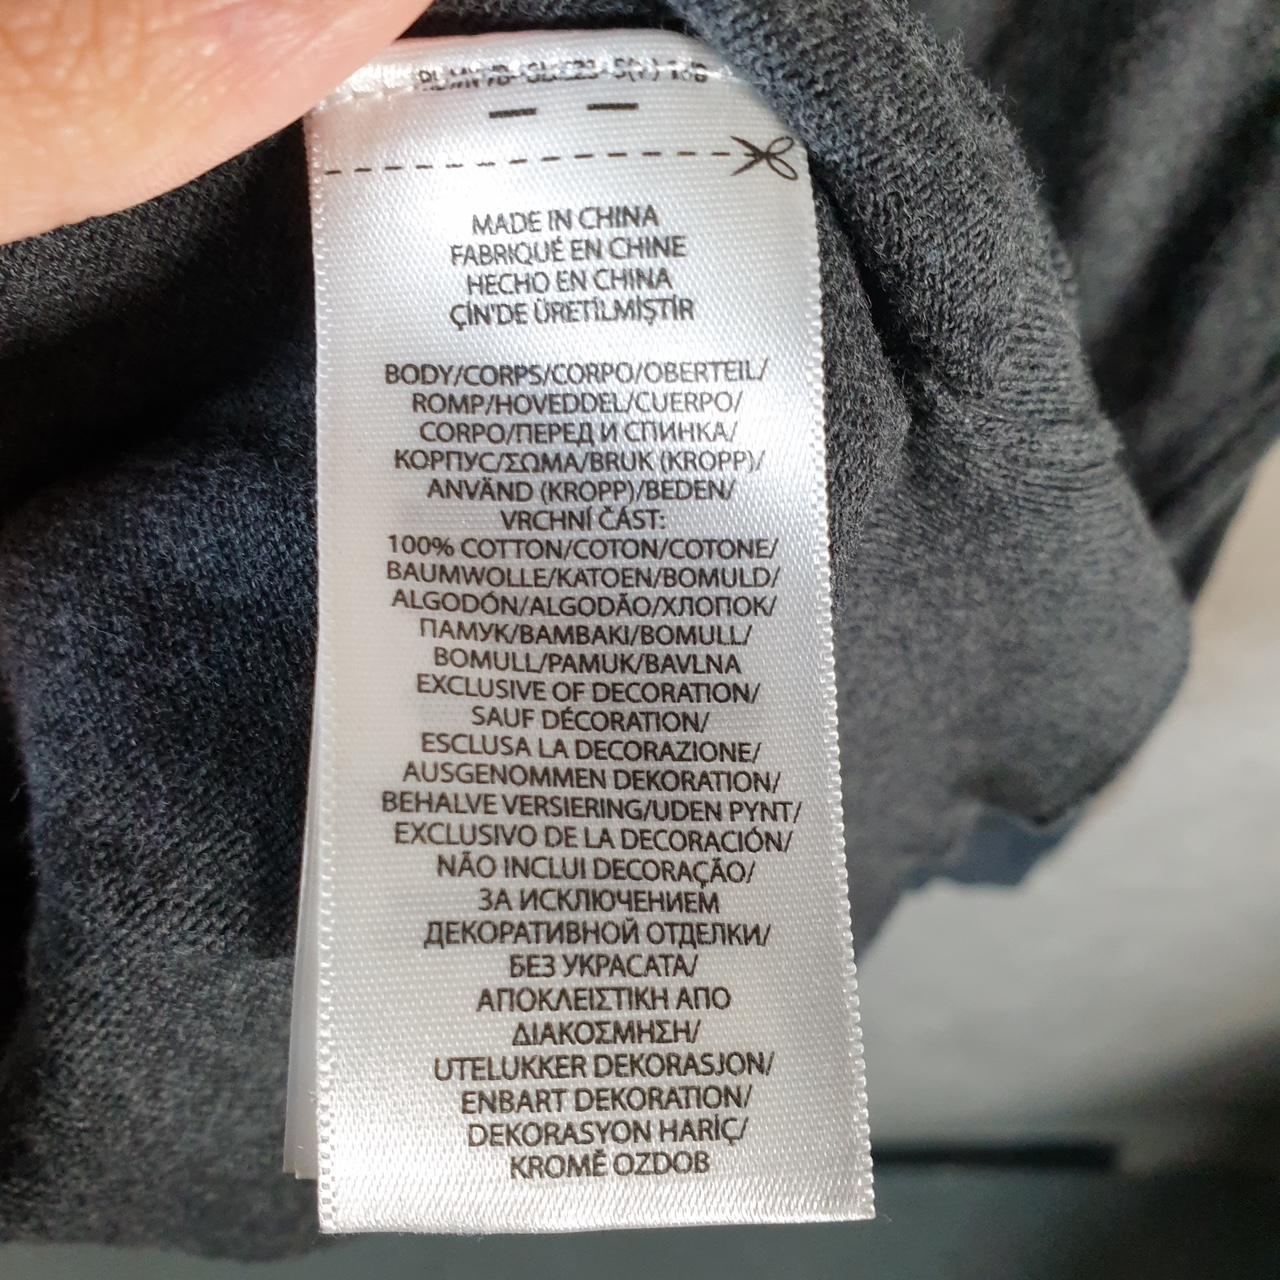 MADE IN CHINA
FABRIQUÉ EN CHINE
HECHO EN CHINA
ÇİN'DE ÜRETİLMİŞTİR
BODY/CORPS/CORPO/OBERTEIL/
ROMP/HOVEDDEL/CUERPO/
CORPO/ПЕРЕД И СПИНКА/
КОРПУС/ΣΩΜΑ/BRUK (KROPP)/
ANVÄND (KROPP)/BEDEN/
VRCHNÍ ČÁST:
100% COTTON/COTON/COTONE/
BAUMWOLLE/KATOEN/BOMULD/
ALGODÓN/ALGODÃO/ХЛОПОК/
ПАМУК/ΒΑΜΒΑΚΙ/BOMULL/
BOMULL/PAMUK/BAVLNA
EXCLUSIVE OF DECORATION/
SAUF DÉCORATION/
ESCLUSA LA DECORAZIONE/
AUSGENOMMEN DEKORATION/
BEHALVE VERSIERING/UDEN PYNT/
EXCLUSIVO DE LA DECORACIÓN/
NÃO INCLUI DECORAÇÃO/
ЗА ИСКЛЮЧЕНИЕМ
ДЕКОРАТИВНОЙ ОТДЕЛКИ/
БЕЗ УКРАСАТА/
ΑΠΟΚΛΕΙΣΤΙΚΗ ΑΠΟ
ΔΙΑΚΟΣΜΗΣΗ/
UTELUKKER DEKORASJON/
ENBART DEKORATION/
DEKORASYON HARİÇ/
KROMĚ OZDOB